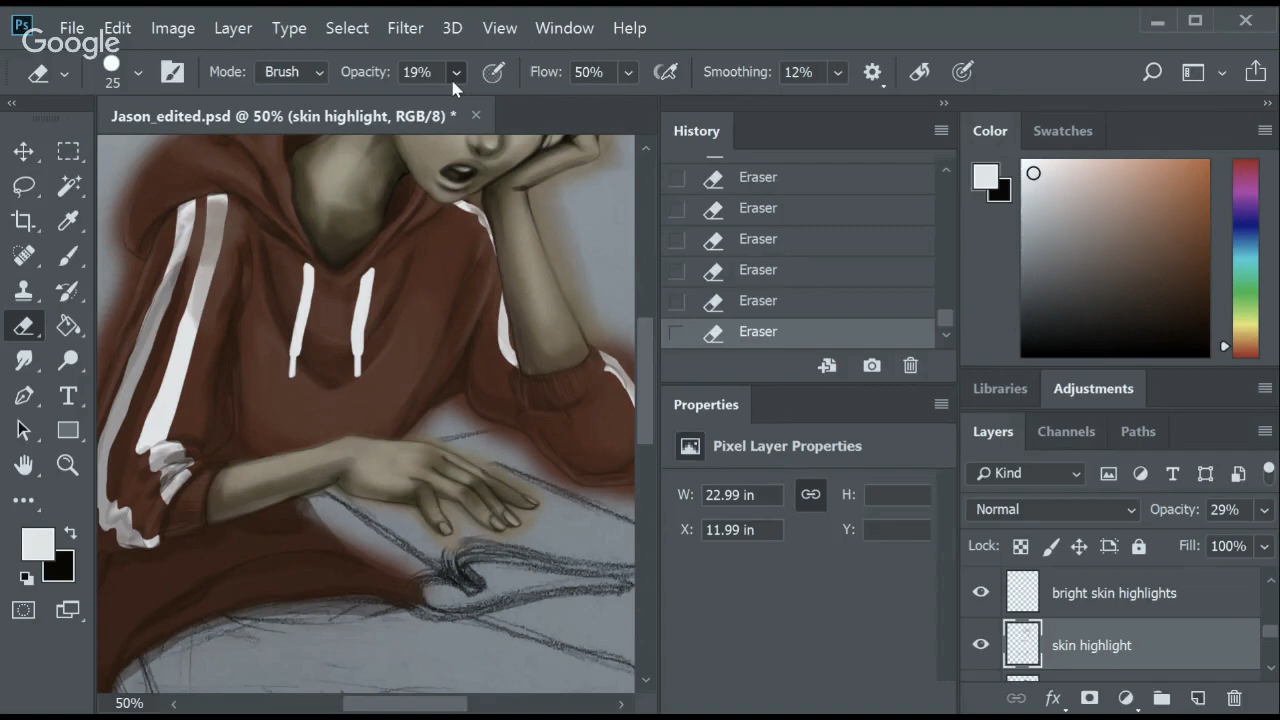 Ps File Edit Image Layer Type Select Filter 3D View Window Help
Google
25 Mode: Brush Opacity: 19% Flow: 50% Smoothing: 12%
Jason_edited.psd @ 50% (skin highlight, RGB/8) *
History
Eraser
Eraser
Eraser
Eraser
Eraser
Eraser
Properties
Pixel Layer Properties
W: 22.99 in H:
X: 11.99 in Y:
Color Swatches
Libraries Adjustments
Layers Channels Paths
Kind
Normal Opacity: 29%
Lock: Fill: 100%
bright skin highlights
skin highlight
fx
50%